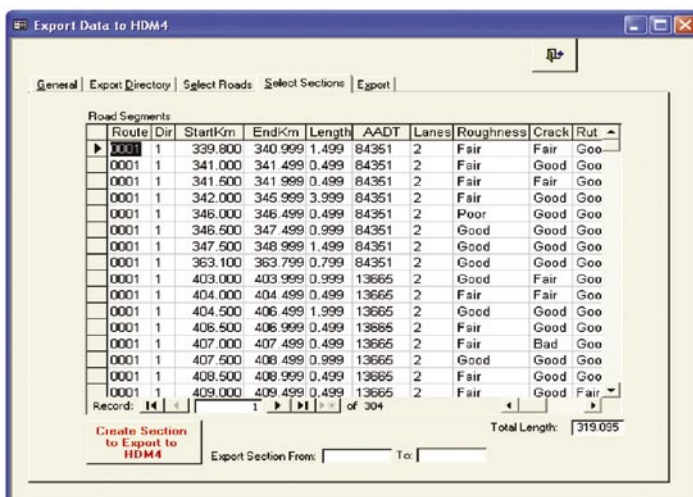 Export Data to HDM4
General Export Directory Select Roads Select Sections Export
Road Segments
Route Dir StartKm EndKm Length AADT Lanes Roughness Crack Rut
0001 1 339.800 340.999 1.499 84351 2 Fair Fair Goo
0001 1 341.000 341.499 0.499 84351 2 Fair Good Goo
0001 1 341.500 341.999 0.499 84351 2 Fair Fair Goo
0001 1 342.000 345.999 3.999 84351 2 Fair Good Goo
0001 1 346.000 346.499 0.499 84351 2 Poor Good Goo
0001 1 346.500 347.499 0.999 84351 2 Good Good Goo
0001 1 347.500 348.999 1.499 84351 2 Good Good Goo
0001 1 363.100 363.799 0.799 84351 2 Good Good Goo
0001 1 403.000 403.999 0.999 13665 2 Good Fair Goo
0001 1 404.000 404.499 0.499 13665 2 Fair Fair Goo
0001 1 404.500 406.499 1.999 13665 2 Good Good Goo
0001 1 406.500 406.999 0.499 13665 2 Fair Good Goo
0001 1 407.000 407.499 0.499 13665 2 Fair Bad Goo
0001 1 407.500 408.499 0.999 13665 2 Good Good Goo
0001 1 408.500 408.999 0.499 13665 2 Fair Good Goo
0001 1 409.000 409.499 0.499 13665 2 Fair Good Fair
Record: 1 of 304
Create Section to Export to HDM4
Total Length: 319.095
Export Section From: To: